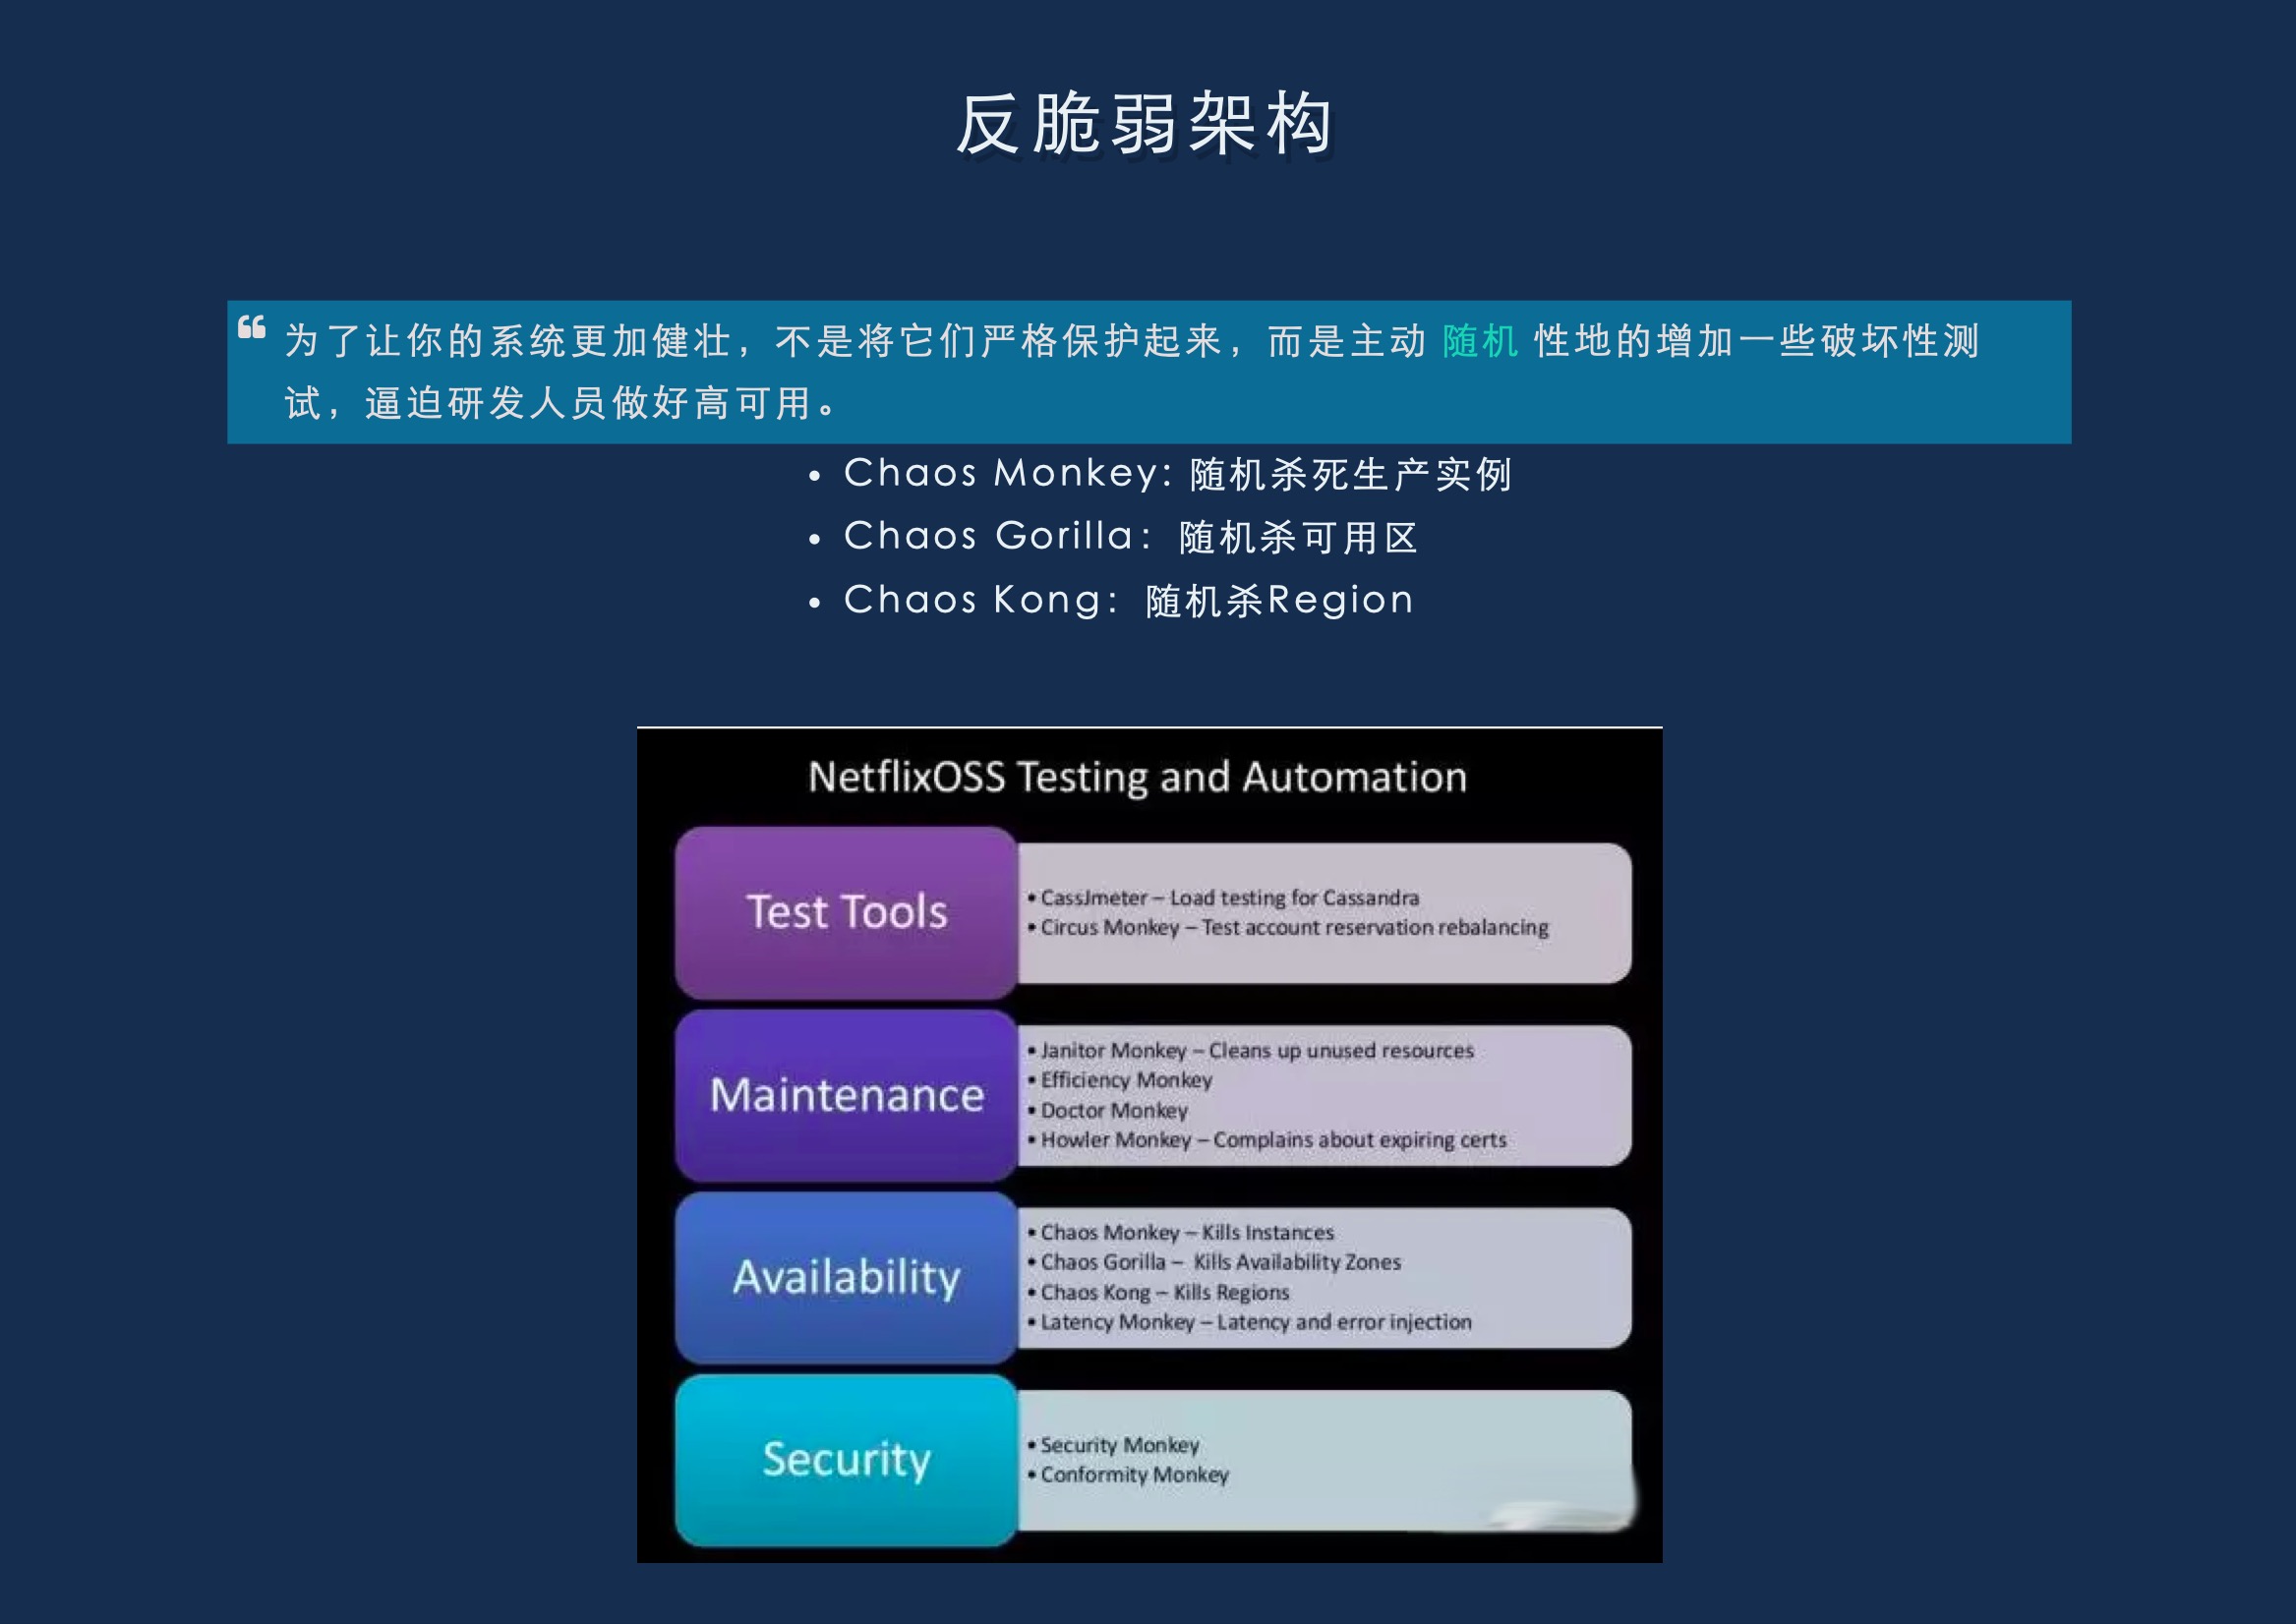 反脆弱架构
为了让你的系统更加健壮，不是将它们严格保护起来，而是主动 随机 性地的增加一些破坏性测
试，逼迫研发人员做好高可用。
• Chaos Monkey: 随机杀死生产实例
• Chaos Gorilla：随机杀可用区
• Chaos Kong：随机杀Region
NetflixOSS Testing and Automation
Test Tools
• CassJmeter – Load testing for Cassandra
• Circus Monkey – Test account reservation rebalancing
Maintenance
• Janitor Monkey – Cleans up unused resources
• Efficiency Monkey
• Doctor Monkey
• Howler Monkey – Complains about expiring certs
Availability
• Chaos Monkey – Kills Instances
• Chaos Gorilla – Kills Availability Zones
• Chaos Kong – Kills Regions
• Latency Monkey – Latency and error injection
Security
• Security Monkey
• Conformity Monkey